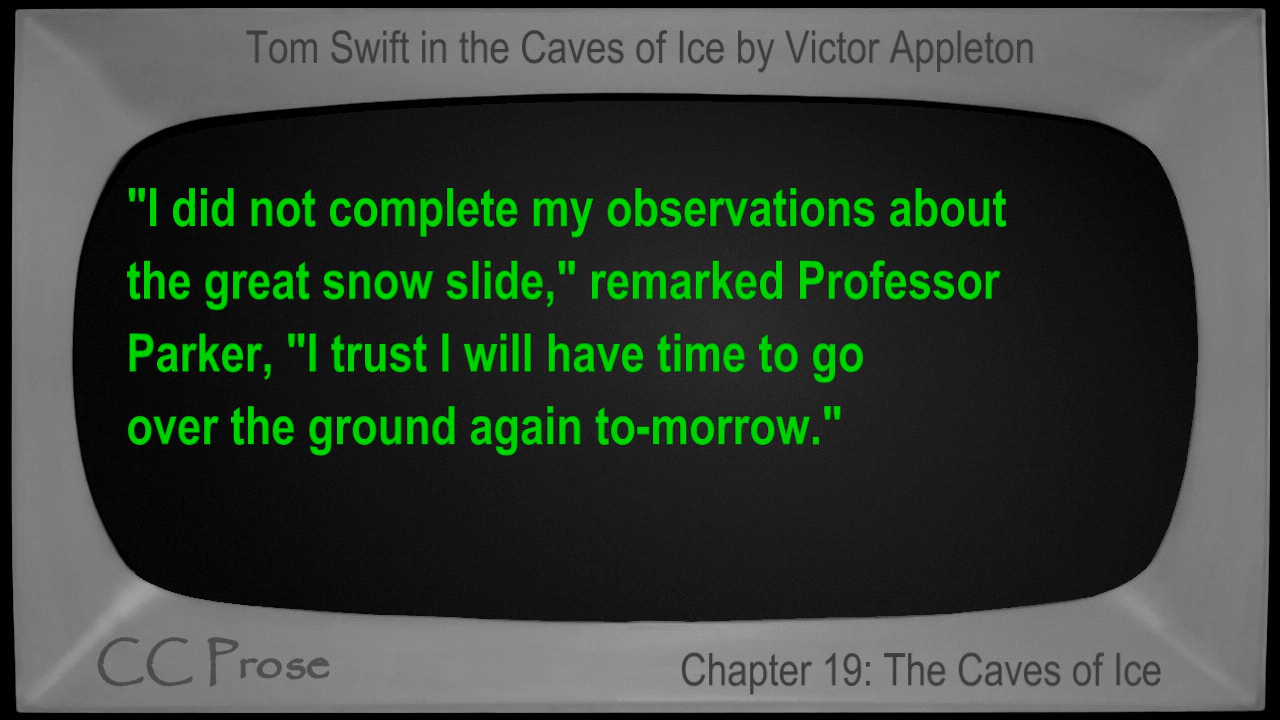 Tom Swift in the Caves of Ice by Victor Appleton
"I did not complete my observations about
the great snow slide," remarked Professor
Parker, "I trust I will have time to go
over the ground again to-morrow."
CC Prose
Chapter 19: The Caves of Ice